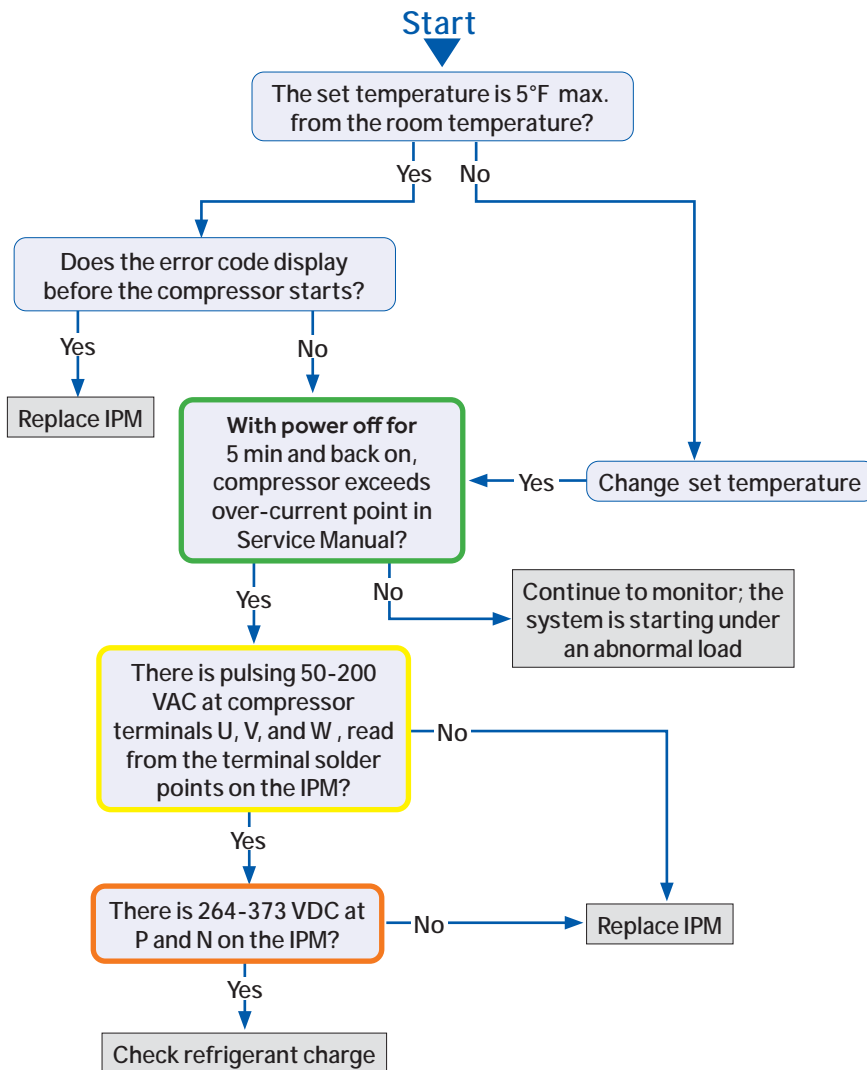 Start
The set temperature is 5°F max.
from the room temperature?
Yes
No
Does the error code display
before the compressor starts?
Yes
No
Replace IPM
With power off for
5 min and back on,
compressor exceeds
over-current point in
Service Manual?
Yes
Change set temperature
Yes
No
Continue to monitor; the
system is starting under
an abnormal load
There is pulsing 50-200
VAC at compressor
terminals U, V, and W , read
from the terminal solder
points on the IPM?
No
Yes
There is 264-373 VDC at
P and N on the IPM?
No
Replace IPM
Yes
Check refrigerant charge